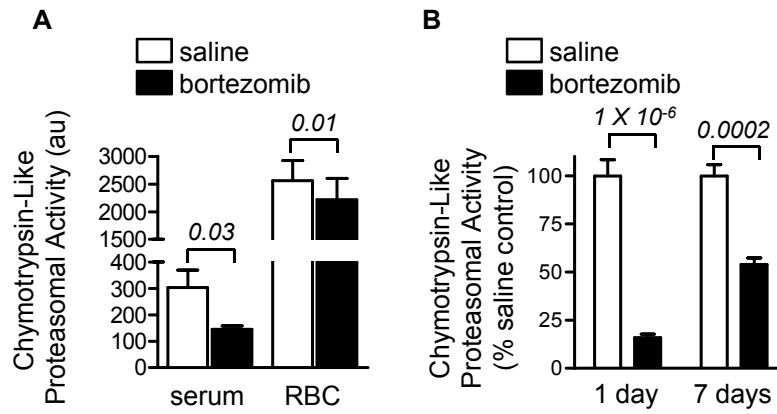 A
saline
bortezomib
Chymotrypsin-Like
Proteasomal Activity (au)
3000
2500
2000
1500
400
300
200
100
0
0.03
0.01
serum
RBC
B
saline
bortezomib
Chymotrypsin-Like
Proteasomal Activity
(% saline control)
100
75
50
25
0
1 X 10-6
0.0002
1 day
7 days